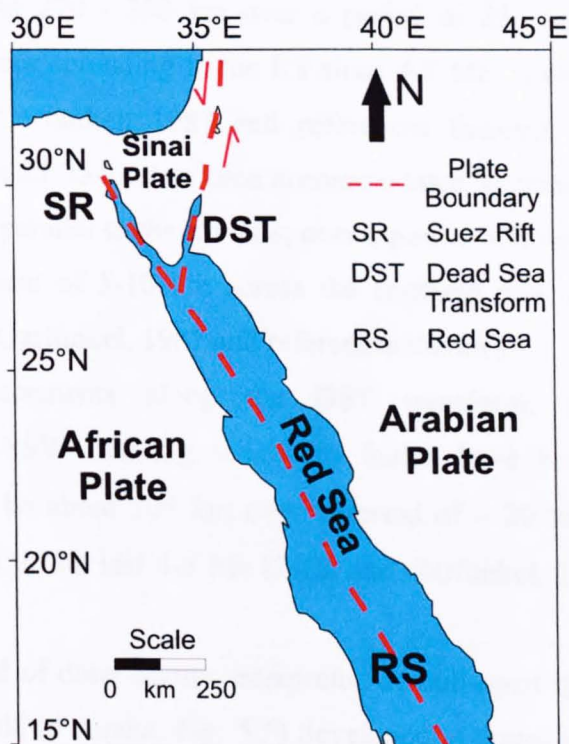 30°E 35°E 40°E 45°E
N
Sinai
Plate
30°N
SR
DST
Plate
Boundary
SR Suez Rift
DST Dead Sea
Transform
RS Red Sea
25°N
African
Plate
Red Sea
Arabian
Plate
20°N
Scale
0 km 250
RS
15°N